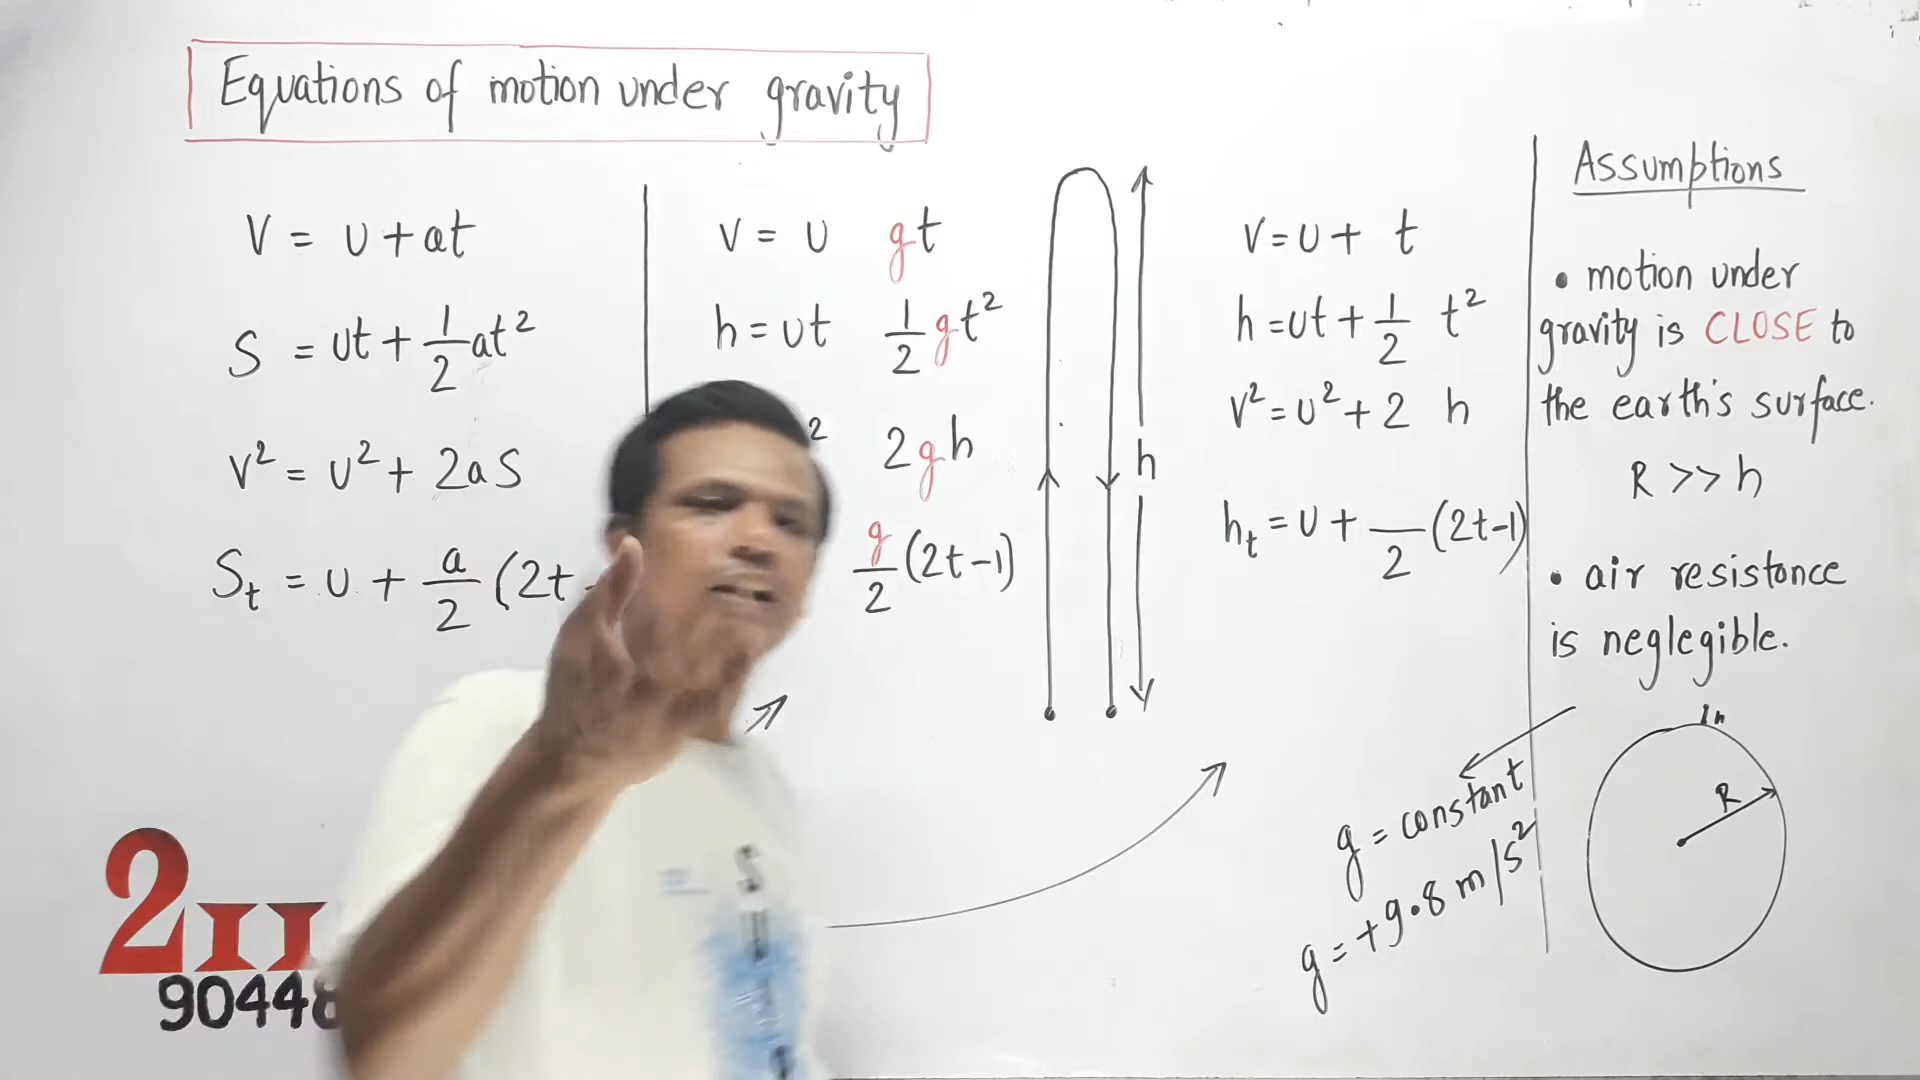 Equations of motion under gravity
V = U + at
S = Ut + 1/2 at²
V² = U² + 2aS
St = U + a/2 (2t -
V = U gt
h = Ut 1/2 gt²
² 2gh
g/2 (2t-1)
h
V = U + t
h = Ut + 1/2 t²
V² = U² + 2 h
ht = U + /2 (2t-1)
Assumptions
• motion under
gravity is CLOSE to
the earth's surface.
R >> h
• air resistance
is neglegible.
h
R
g = constant
g = +9.8 m/s²
2II
90448